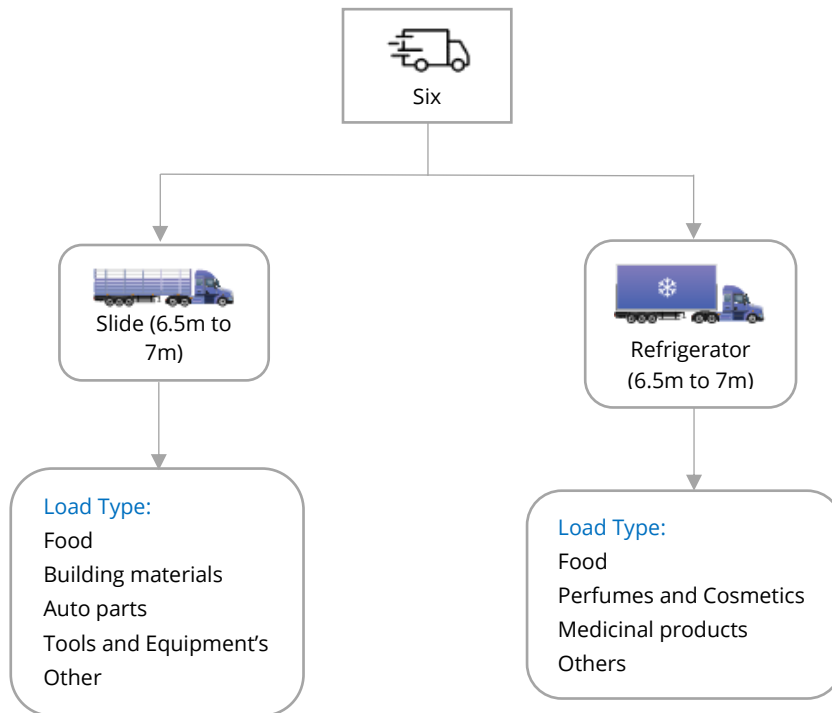 Six
Slide (6.5m to
7m)
Refrigerator
(6.5m to 7m)
Load Type:
Food
Building materials
Auto parts
Tools and Equipment’s
Other
Load Type:
Food
Perfumes and Cosmetics
Medicinal products
Others